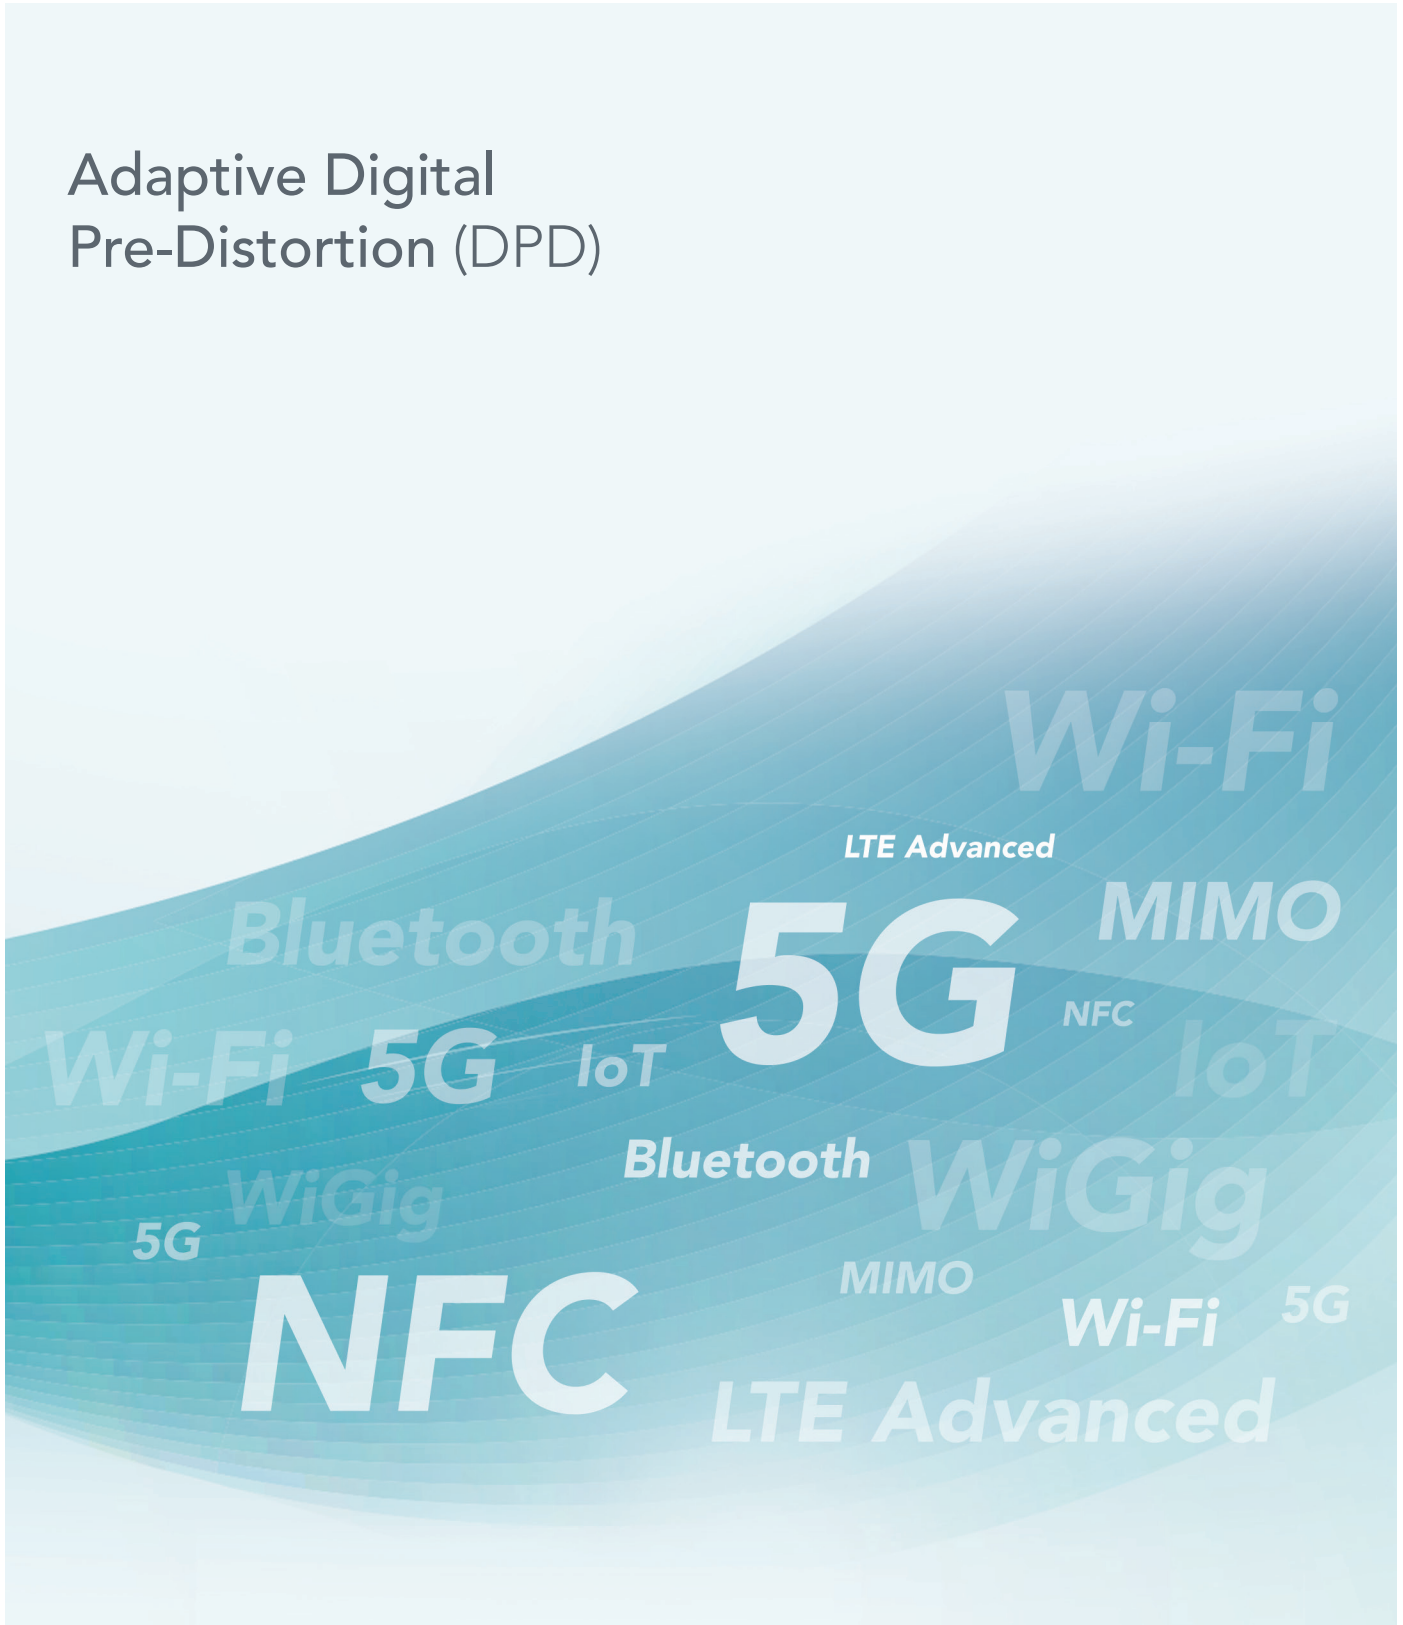 Adaptive Digital
Pre-Distortion (DPD)
Wi-Fi
LTE Advanced
MIMO
Bluetooth
5G
NFC
Wi-Fi
5G
IoT
IoT
Bluetooth
WiGig
WiGig
5G
MIMO
NFC
Wi-Fi
5G
LTE Advanced